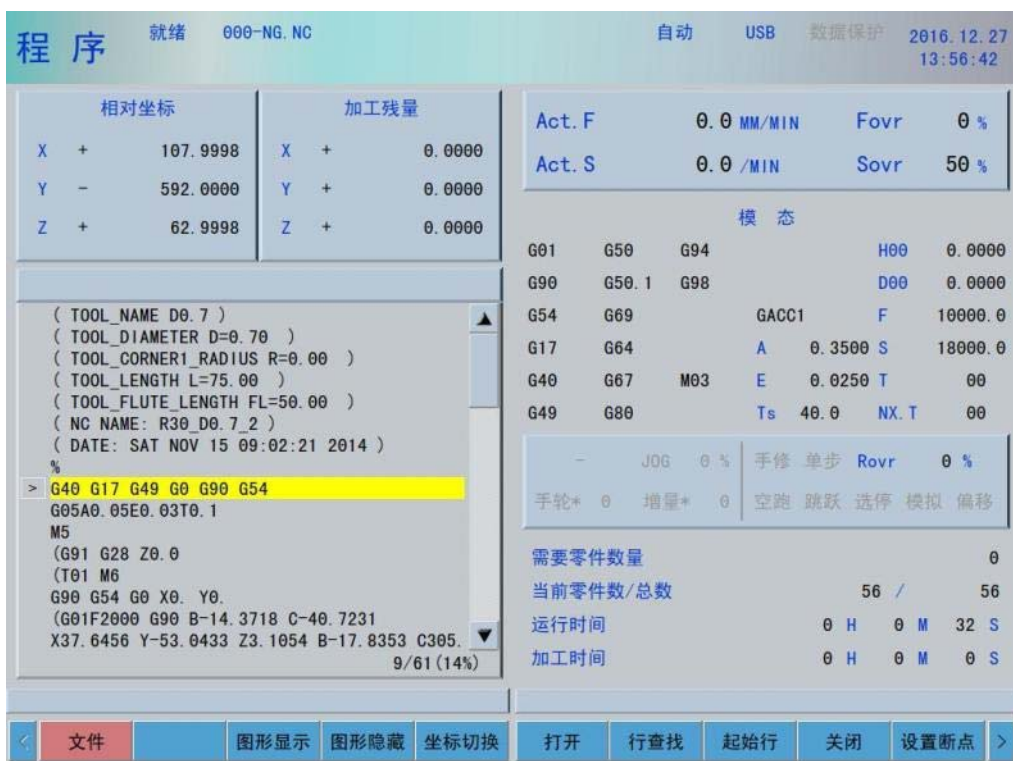 程 序 就绪 000-NG.NC 自动 USB 数据保护 2016.12.27
13:56:42
相对坐标 加工残量
X + 107.9998 X + 0.0000
Y - 592.0000 Y + 0.0000
Z + 62.9998 Z + 0.0000
Act.F 0.0 MM/MIN Fovr 0 %
Act.S 0.0 /MIN Sovr 50 %
模 态
G01 G50 G94 H00 0.0000
G90 G50.1 G98 D00 0.0000
G54 G69 GACC1 F 10000.0
G17 G64 A 0.3500 S 18000.0
G40 G67 M03 E 0.0250 T 00
G49 G80 Ts 40.0 NX.T 00
( TOOL_NAME D0.7 )
( TOOL_DIAMETER D=0.70 )
( TOOL_CORNER1_RADIUS R=0.00 )
( TOOL_LENGTH L=75.00 )
( TOOL_FLUTE_LENGTH FL=50.00 )
( NC NAME: R30_D0.7_2 )
( DATE: SAT NOV 15 09:02:21 2014 )
%
> G40 G17 G49 G0 G90 G54
G05A0.05E0.03T0.1
M5
(G91 G28 Z0.0
(T01 M6
G90 G54 G0 X0. Y0.
(G01F2000 G90 B-14.3718 C-40.7231
X37.6456 Y-53.0433 Z3.1054 B-17.8353 C305.
9/61(14%)
- JOG 0 % 手修 单步 Rovr 0 %
手轮* 0 增量* 0 空跑 跳跃 选停 模拟 偏移
需要零件数量 0
当前零件数/总数 56 / 56
运行时间 0 H 0 M 32 S
加工时间 0 H 0 M 0 S
< 文件 图形显示 图形隐藏 坐标切换 打开 行查找 起始行 关闭 设置断点 >